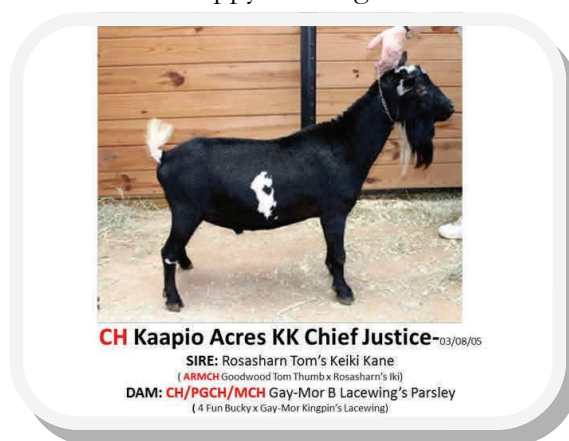 CH Kaapio Acres KK Chief Justice-03/08/05
SIRE: Rosasharn Tom's Keiki Kane
( ARMCH Goodwood Tom Thumb x Rosasharn's Iki)
DAM: CH/PGCH/MCH Gay-Mor B Lacewing's Parsley
( 4 Fun Bucky x Gay-Mor Kingpin's Lacewing)